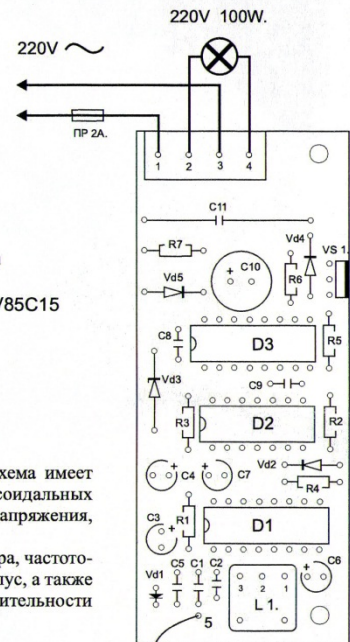 220V 100W.
220V
ПР 2А.
1 2 3 4
C11
R7
Vd4
VS 1.
Vd5
+
C10
R6
V85C15
C8
D3
R5
Vd3
C9
R3
D2
R2
хема имеет
соидальных
апряжения,
Vd2
R4
+
C4
+
C7
C3
+
R1
D1
ра, частото-
пус, а также
ительности
Vd1
C5 C1 C2
3 2 1
L 1.
+
C6
5